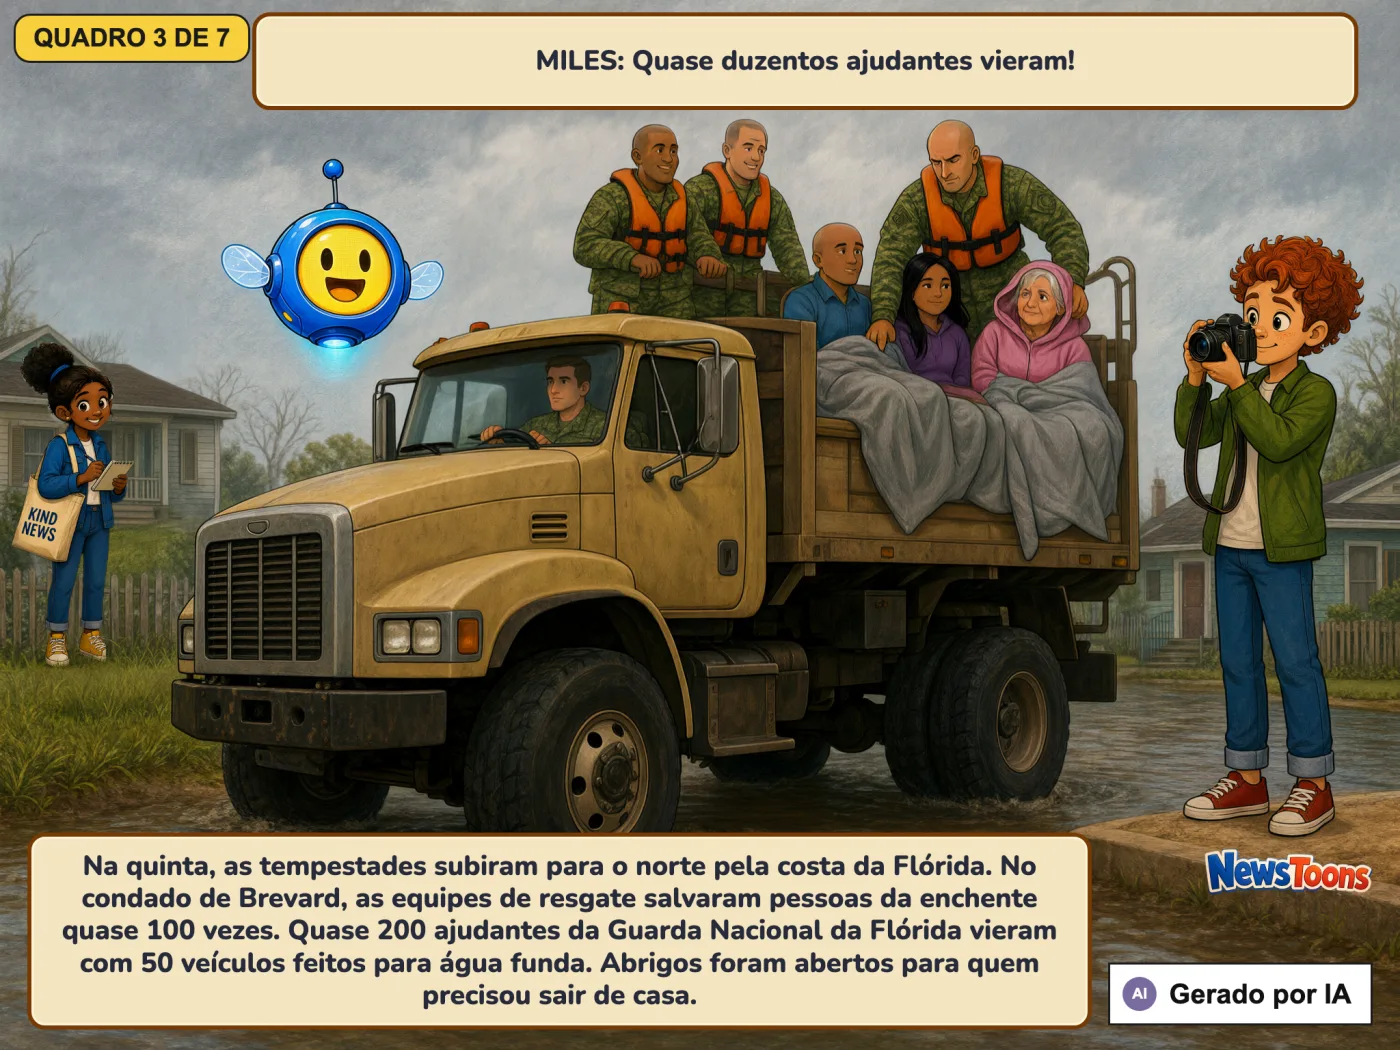 QUADRO 3 DE 7
MILES: Quase duzentos ajudantes vieram!
KIND
NEWS
Na quinta, as tempestades subiram para o norte pela costa da Flórida. No
condado de Brevard, as equipes de resgate salvaram pessoas da enchente
quase 100 vezes. Quase 200 ajudantes da Guarda Nacional da Flórida vieram
com 50 veículos feitos para água funda. Abrigos foram abertos para quem
precisou sair de casa.
NEWSTOONS
AI Gerado por IA